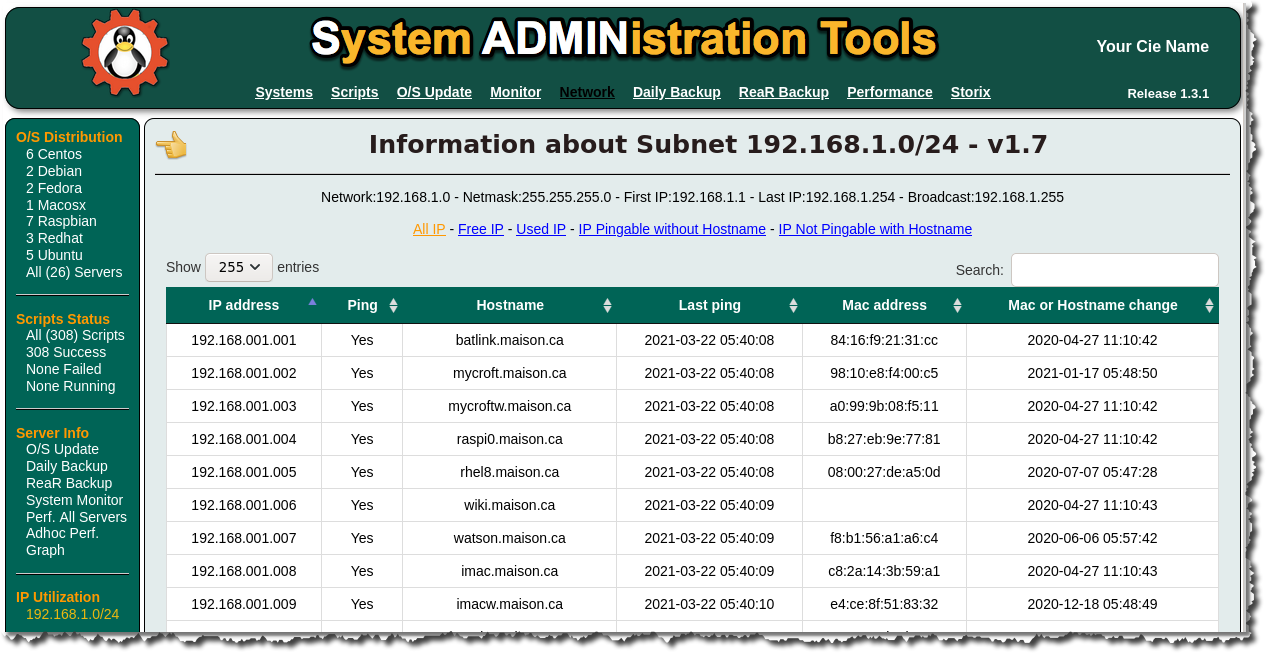 System ADMINistration Tools
Your Cie Name
Systems Scripts O/S Update Monitor Network Daily Backup ReaR Backup Performance Storix
Release 1.3.1
O/S Distribution
6 Centos
2 Debian
2 Fedora
1 Macosx
7 Raspbian
3 Redhat
5 Ubuntu
All (26) Servers
Scripts Status
All (308) Scripts
308 Success
None Failed
None Running
Server Info
O/S Update
Daily Backup
ReaR Backup
System Monitor
Perf. All Servers
Adhoc Perf.
Graph
IP Utilization
192.168.1.0/24
Information about Subnet 192.168.1.0/24 - v1.7
Network:192.168.1.0 - Netmask:255.255.255.0 - First IP:192.168.1.1 - Last IP:192.168.1.254 - Broadcast:192.168.1.255
All IP - Free IP - Used IP - IP Pingable without Hostname - IP Not Pingable with Hostname
Show 255 entries
Search:
IP address Ping Hostname Last ping Mac address Mac or Hostname change
192.168.001.001 Yes batlink.maison.ca 2021-03-22 05:40:08 84:16:f9:21:31:cc 2020-04-27 11:10:42
192.168.001.002 Yes mycroft.maison.ca 2021-03-22 05:40:08 98:10:e8:f4:00:c5 2021-01-17 05:48:50
192.168.001.003 Yes mycroftw.maison.ca 2021-03-22 05:40:08 a0:99:9b:08:f5:11 2020-04-27 11:10:42
192.168.001.004 Yes raspi0.maison.ca 2021-03-22 05:40:08 b8:27:eb:9e:77:81 2020-04-27 11:10:42
192.168.001.005 Yes rhel8.maison.ca 2021-03-22 05:40:08 08:00:27:de:a5:0d 2020-07-07 05:47:28
192.168.001.006 Yes wiki.maison.ca 2021-03-22 05:40:09 2020-04-27 11:10:43
192.168.001.007 Yes watson.maison.ca 2021-03-22 05:40:09 f8:b1:56:a1:a6:c4 2020-06-06 05:57:42
192.168.001.008 Yes imac.maison.ca 2021-03-22 05:40:09 c8:2a:14:3b:59:a1 2020-04-27 11:10:43
192.168.001.009 Yes imacw.maison.ca 2021-03-22 05:40:10 e4:ce:8f:51:83:32 2020-12-18 05:48:49